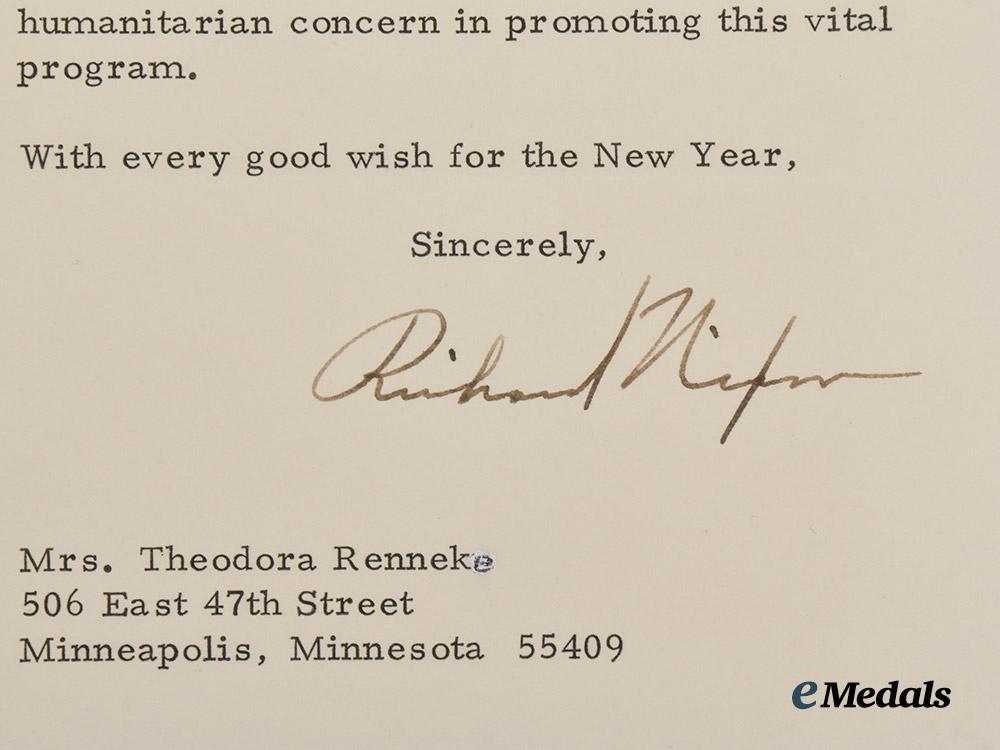 humanitarian concern in promoting this vital
program.
With every good wish for the New Year,
Sincerely,
Richard Nixon
Mrs. Theodora Renneke
506 East 47th Street
Minneapolis, Minnesota 55409
eMedals